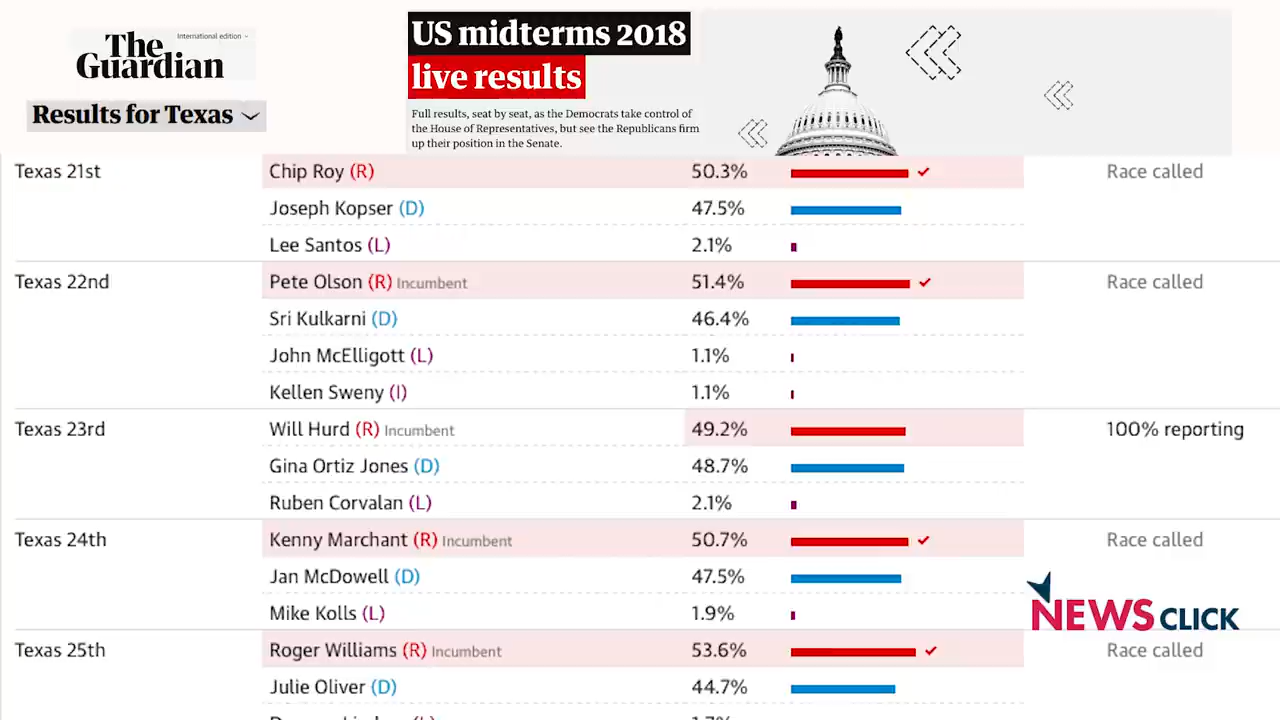 The Guardian
International edition
Results for Texas
US midterms 2018
live results
Full results, seat by seat, as the Democrats take control of
the House of Representatives, but see the Republicans firm
up their position in the Senate.
Texas 21st Chip Roy (R) 50.3% Race called
Joseph Kopser (D) 47.5%
Lee Santos (L) 2.1%
Texas 22nd Pete Olson (R) Incumbent 51.4% Race called
Sri Kulkarni (D) 46.4%
John McElligott (L) 1.1%
Kellen Sweny (I) 1.1%
Texas 23rd Will Hurd (R) Incumbent 49.2% 100% reporting
Gina Ortiz Jones (D) 48.7%
Ruben Corvalan (L) 2.1%
Texas 24th Kenny Marchant (R) Incumbent 50.7% Race called
Jan McDowell (D) 47.5%
Mike Kolls (L) 1.9%
NEWS CLICK
Texas 25th Roger Williams (R) Incumbent 53.6% Race called
Julie Oliver (D) 44.7%